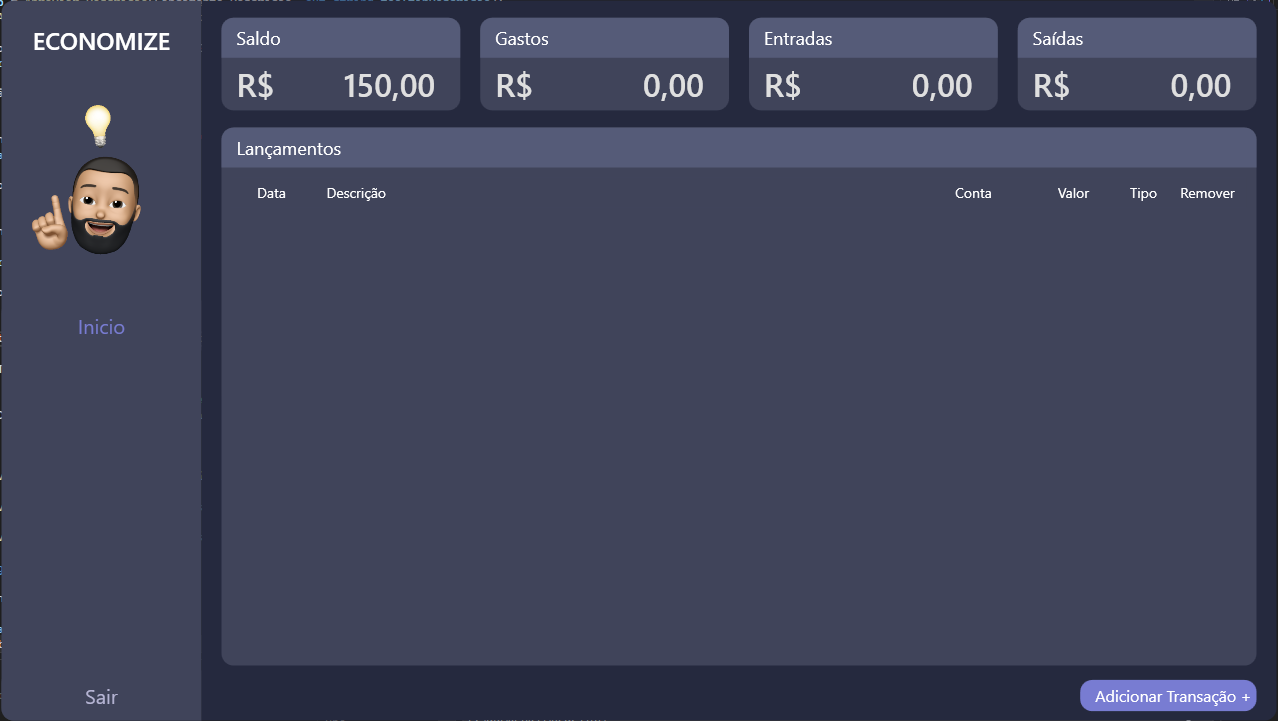 ECONOMIZE
Inicio
Sair
Saldo
R$ 150,00
Gastos
R$ 0,00
Entradas
R$ 0,00
Saídas
R$ 0,00
Lançamentos
Data Descrição Conta Valor Tipo Remover
Adicionar Transação +